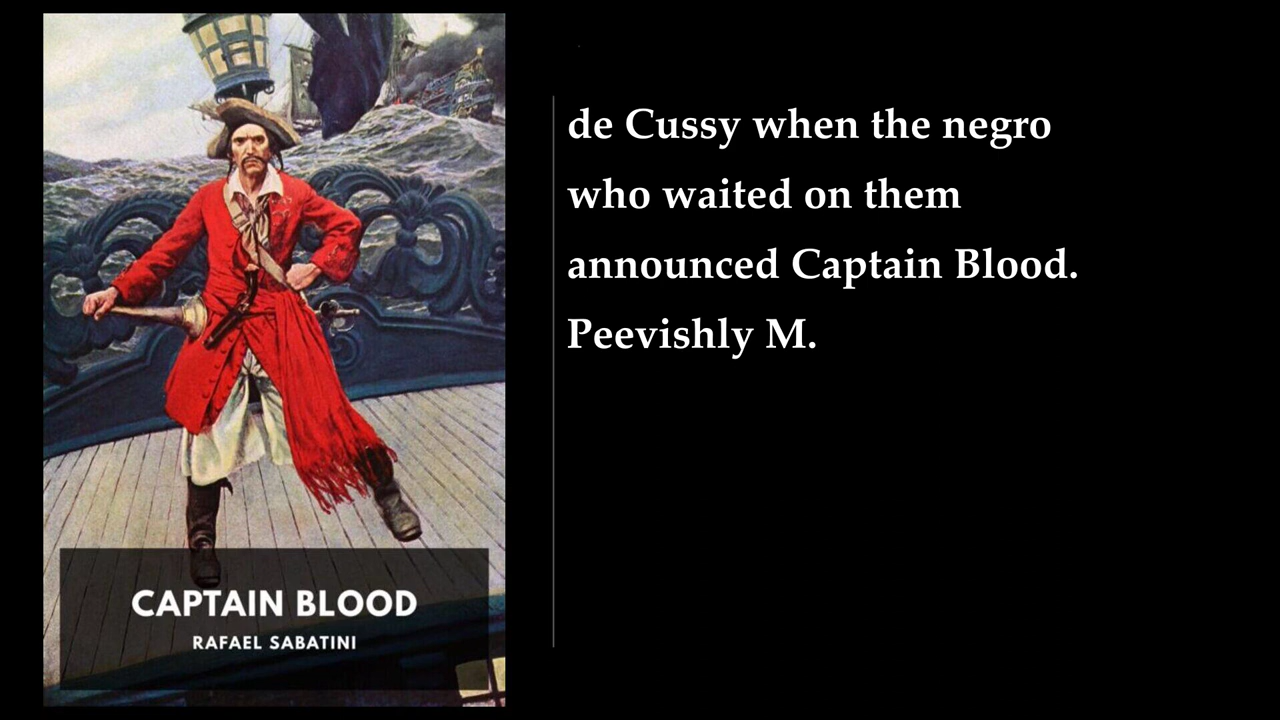 de Cussy when the negro
who waited on them
announced Captain Blood.
Peevishly M.
CAPTAIN BLOOD
RAFAEL SABATINI